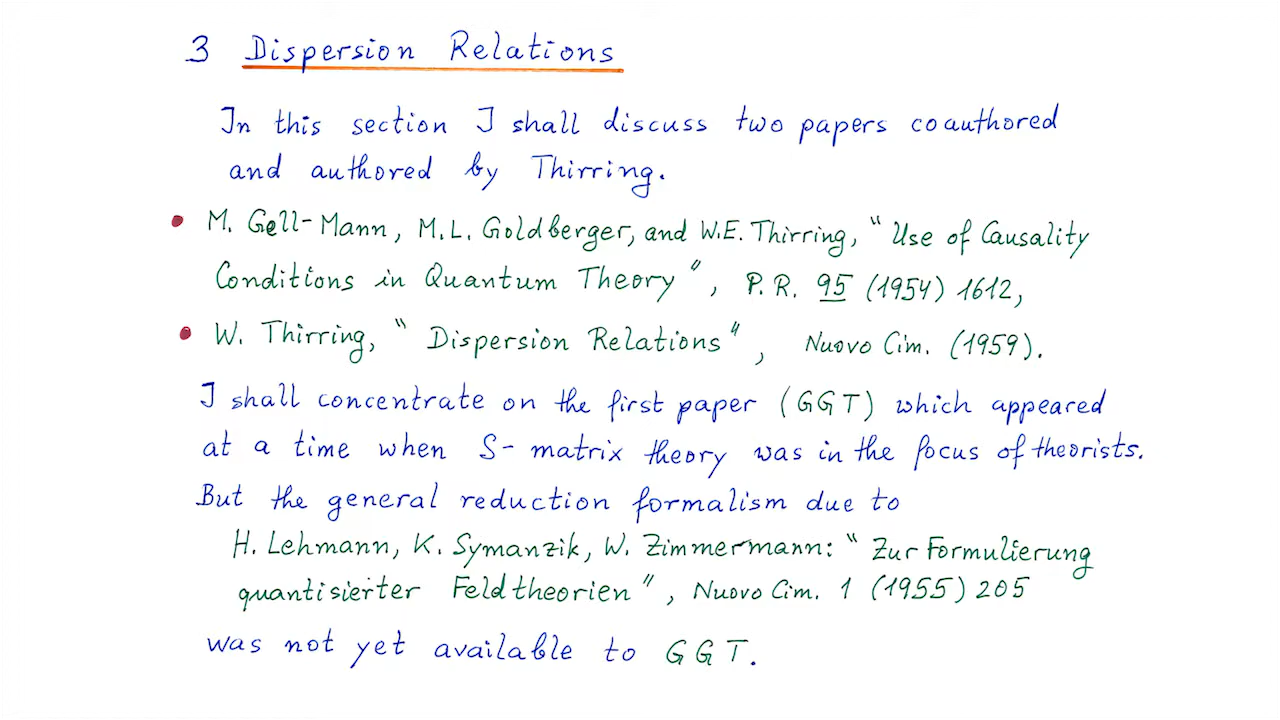 3 Dispersion Relations
In this section I shall discuss two papers coauthored
and authored by Thirring.
• M. Gell-Mann, M.L. Goldberger, and W.E. Thirring, "Use of Causality
Conditions in Quantum Theory", P.R. 95 (1954) 1612,
• W. Thirring, "Dispersion Relations", Nuovo Cim. (1959).
I shall concentrate on the first paper (GGT) which appeared
at a time when S-matrix theory was in the focus of theorists.
But the general reduction formalism due to
H. Lehmann, K. Symanzik, W. Zimmermann: "Zur Formulierung
quantisierter Feldtheorien", Nuovo Cim. 1 (1955) 205
was not yet available to GGT.